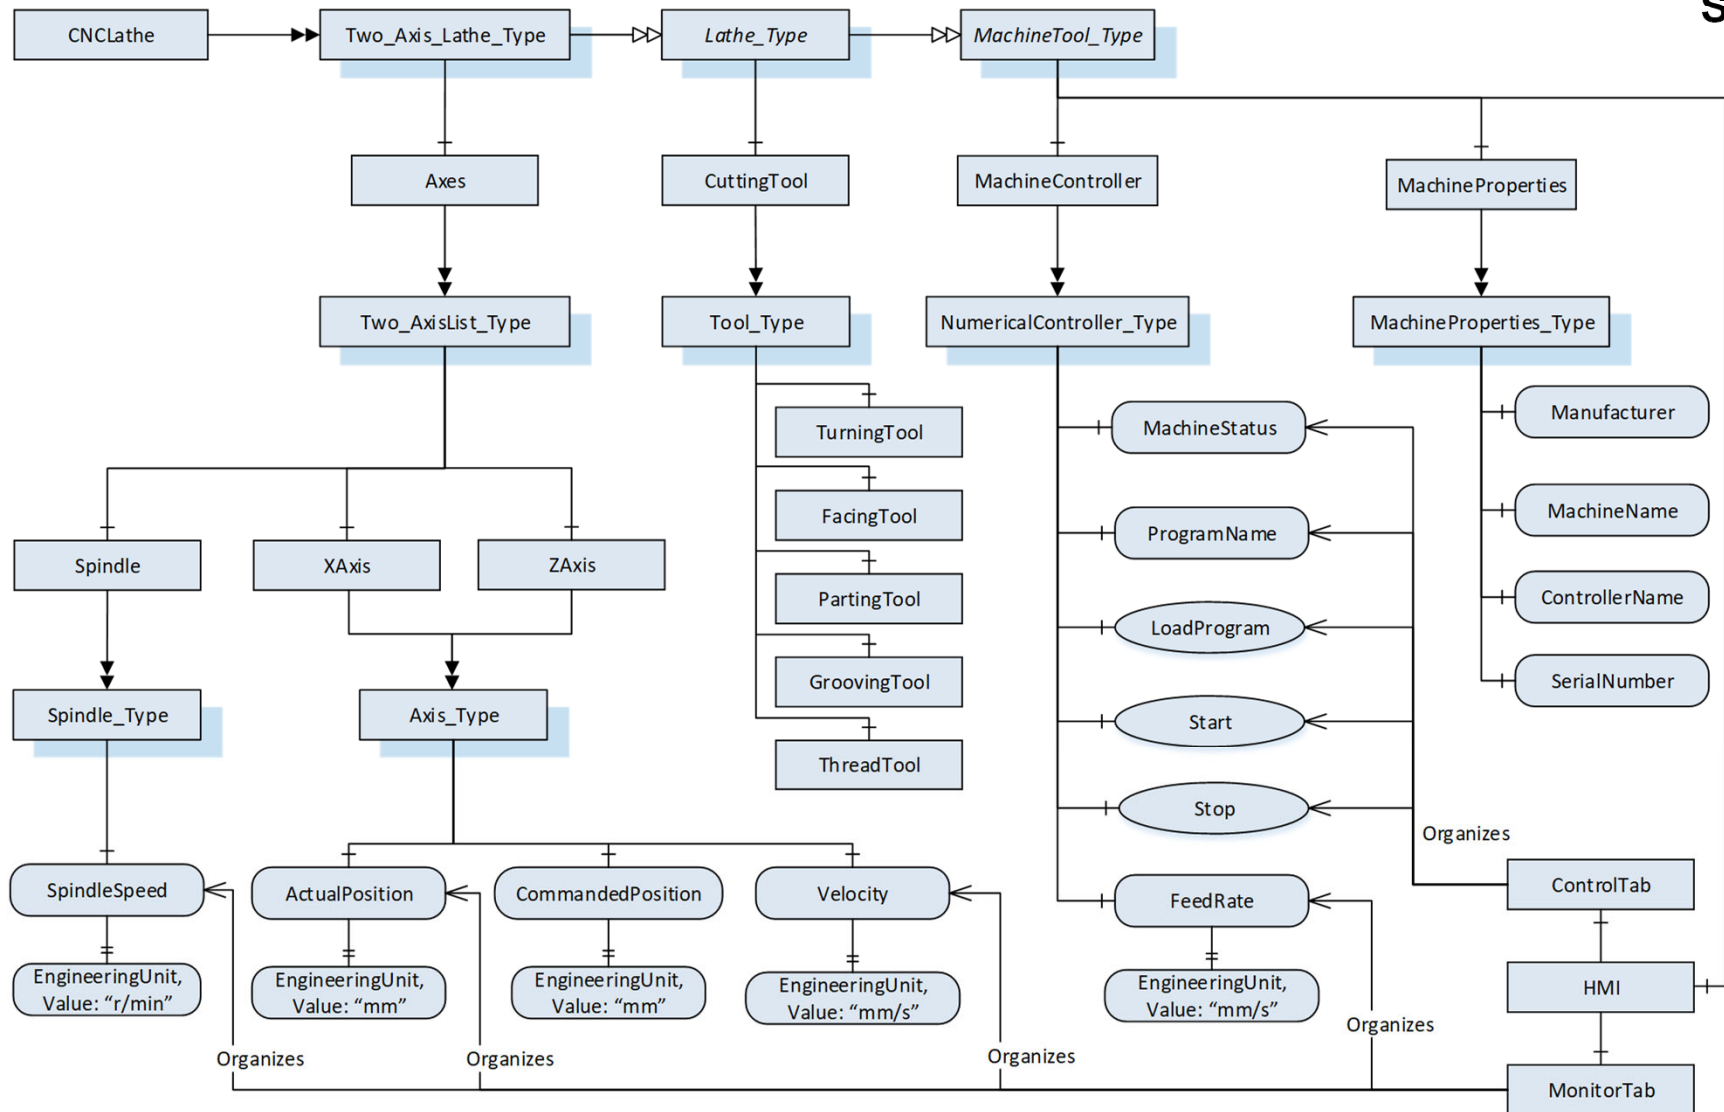 S
CNCLathe
Two_Axis_Lathe_Type
Lathe_Type
MachineTool_Type
Axes
CuttingTool
MachineController
MachineProperties
Two_AxisList_Type
Tool_Type
NumericalController_Type
MachineProperties_Type
TurningTool
FacingTool
PartingTool
GroovingTool
ThreadTool
MachineStatus
ProgramName
LoadProgram
Start
Stop
FeedRate
EngineeringUnit,
Value: “mm/s”
Manufacturer
MachineName
ControllerName
SerialNumber
Spindle
XAxis
ZAxis
Spindle_Type
Axis_Type
SpindleSpeed
ActualPosition
CommandedPosition
Velocity
EngineeringUnit,
Value: “r/min”
EngineeringUnit,
Value: “mm”
EngineeringUnit,
Value: “mm”
EngineeringUnit,
Value: “mm/s”
Organizes
ControlTab
HMI
MonitorTab
Organizes
Organizes
Organizes
Organizes